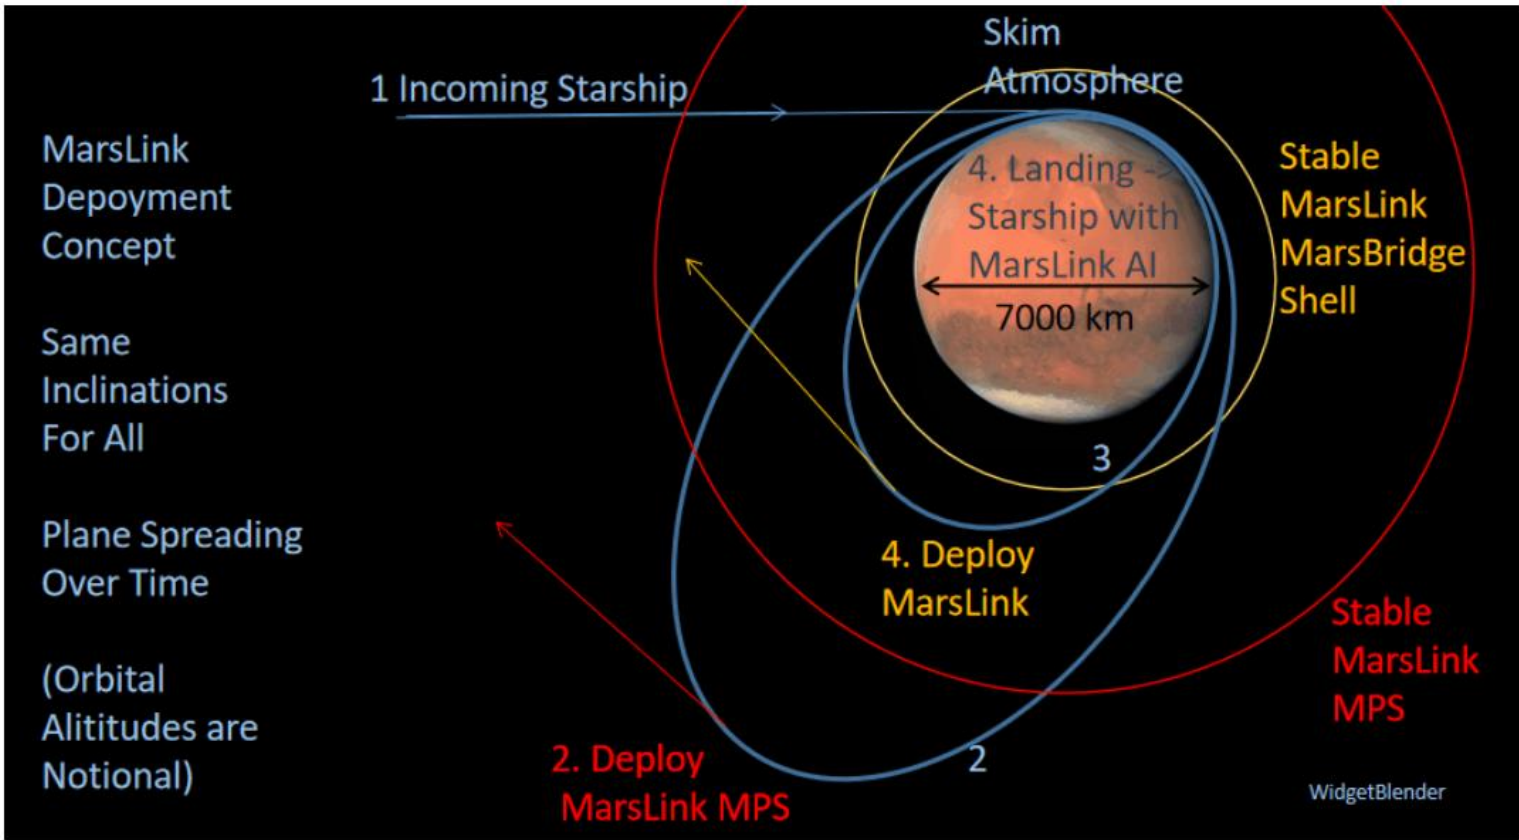 Skim
Atmosphere
1 Incoming Starship
MarsLink
Depoyment
Concept
Same
Inclinations
For All
Plane Spreading
Over Time
(Orbital
Alititudes are
Notional)
4. Landing ->
Starship with
MarsLink AI
7000 km
Stable
MarsLink
MarsBridge
Shell
3
4. Deploy
MarsLink
Stable
MarsLink
MPS
2. Deploy
MarsLink MPS
2
WidgetBlender